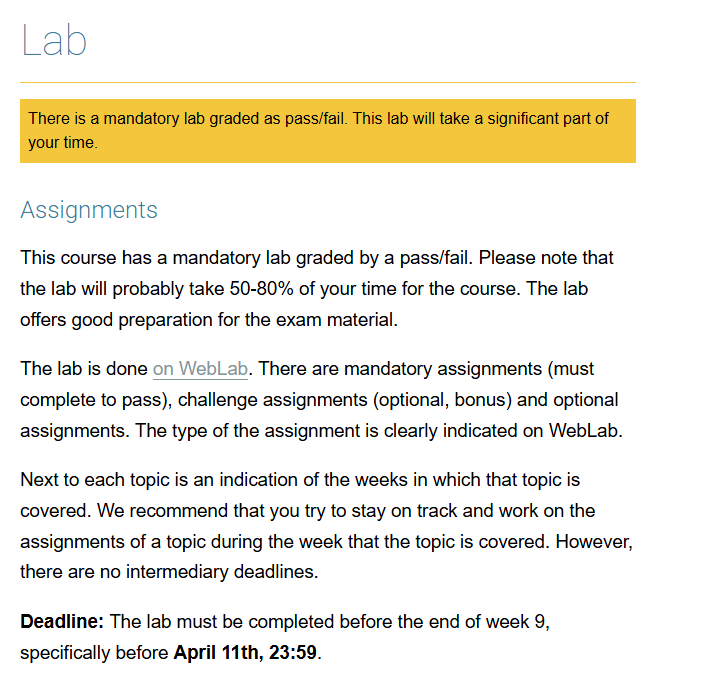 Lab
There is a mandatory lab graded as pass/fail. This lab will take a significant part of
your time.
Assignments
This course has a mandatory lab graded by a pass/fail. Please note that
the lab will probably take 50-80% of your time for the course. The lab
offers good preparation for the exam material.
The lab is done on WebLab. There are mandatory assignments (must
complete to pass), challenge assignments (optional, bonus) and optional
assignments. The type of the assignment is clearly indicated on WebLab.
Next to each topic is an indication of the weeks in which that topic is
covered. We recommend that you try to stay on track and work on the
assignments of a topic during the week that the topic is covered. However,
there are no intermediary deadlines.
Deadline: The lab must be completed before the end of week 9,
specifically before April 11th, 23:59.